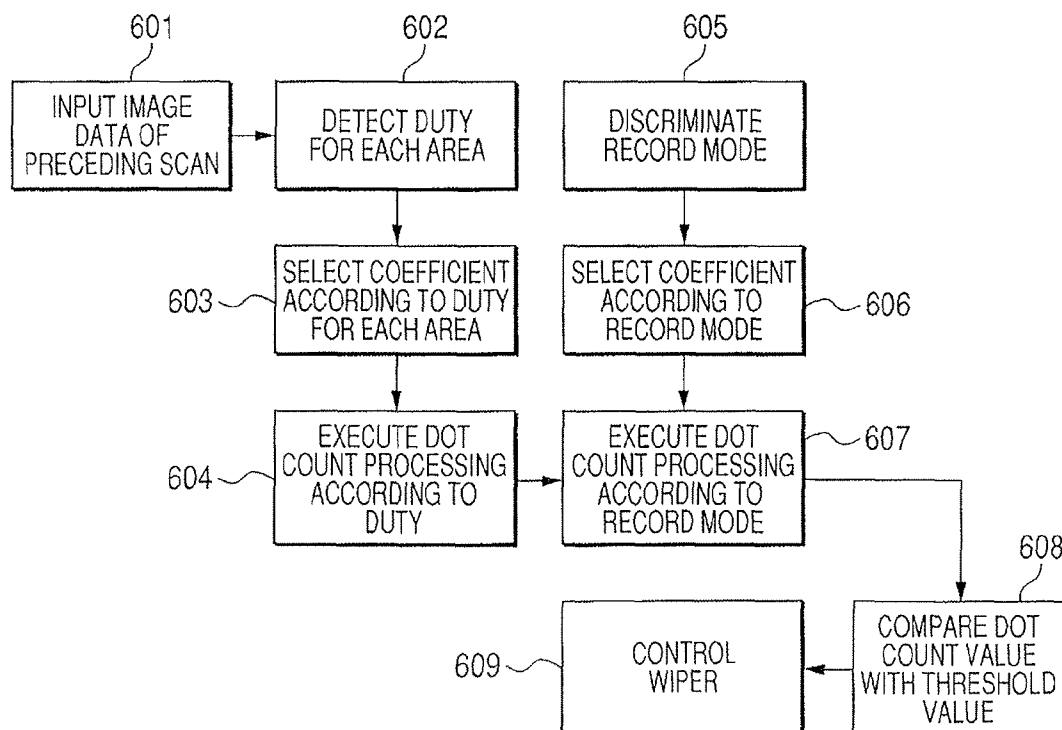 601
602
605
INPUT IMAGE
DATA OF
PRECEDING SCAN
DETECT DUTY
FOR EACH AREA
DISCRIMINATE
RECORD MODE
603
SELECT COEFFICIENT
ACCORDING TO DUTY
FOR EACH AREA
SELECT COEFFICIENT
ACCORDING TO
RECORD MODE
606
604
EXECUTE DOT
COUNT PROCESSING
ACCORDING TO
DUTY
EXECUTE DOT
COUNT PROCESSING
ACCORDING TO
RECORD MODE
607
608
609
CONTROL
WIPER
COMPARE DOT
COUNT VALUE
WITH THRESHOLD
VALUE